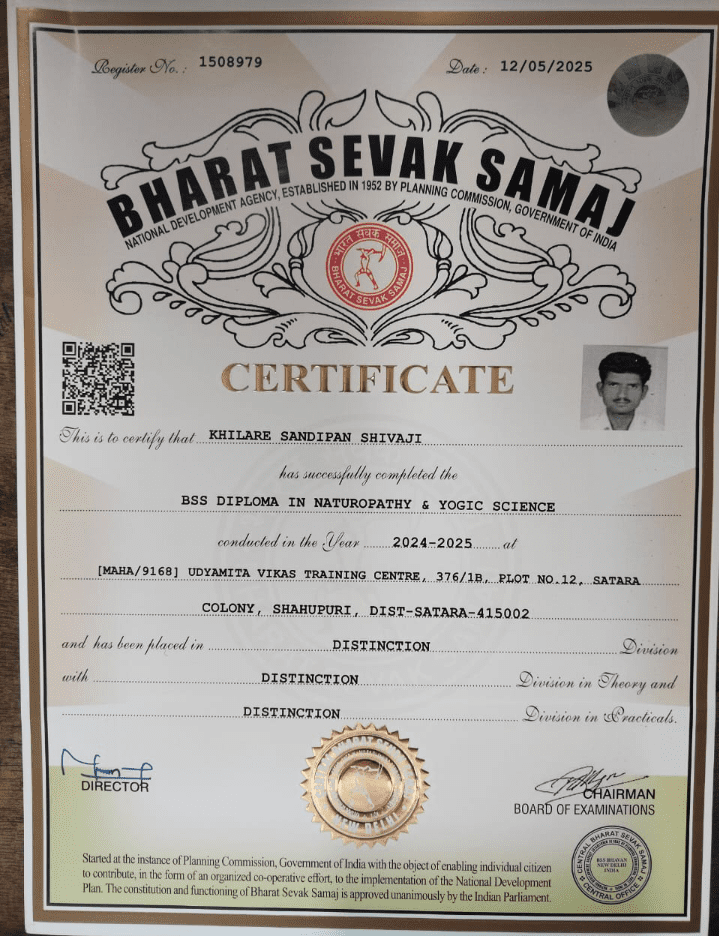 Register No. : 1508979
Date : 12/05/2025
BHARAT SEVAK SAMAJ
NATIONAL DEVELOPMENT AGENCY, ESTABLISHED IN 1952 BY PLANNING COMMISSION, GOVERNMENT OF INDIA
भारत सेवक समाज
BHARAT SEVAK SAMAJ
CERTIFICATE
This is to certify that KHILARE SANDIPAN SHIVAJI
has successfully completed the
BSS DIPLOMA IN NATUROPATHY & YOGIC SCIENCE
conducted in the Year 2024-2025 at
[MAHA/9168] UDYAMITA VIKAS TRAINING CENTRE, 376/1B, PLOT NO.12, SATARA
COLONY, SHAHUPURI, DIST-SATARA-415002
and has been placed in DISTINCTION Division
with DISTINCTION Division in Theory and
DISTINCTION Division in Practicals.
DIRECTOR
CHAIRMAN
BOARD OF EXAMINATIONS
NEW DELHI
CENTRAL BHARAT SEVAK SAMAJ
BSS BHAVAN
NEW DELHI
INDIA
CENTRAL OFFICE
Started at the instance of Planning Commission, Government of India with the object of enabling individual citizen
to contribute, in the form of an organized co-operative effort, to the implementation of the National Development
Plan. The constitution and functioning of Bharat Sevak Samaj is approved unanimously by the Indian Parliament.